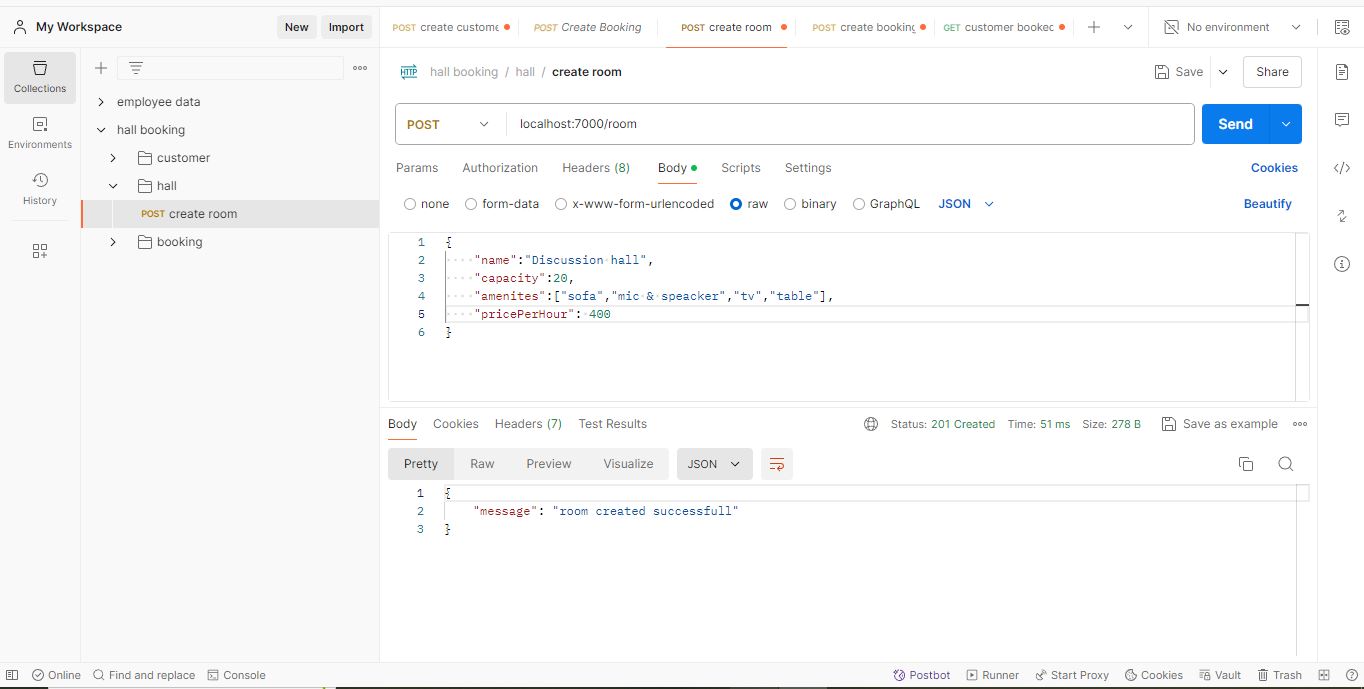 My Workspace
New
Import
POST create custome
POST Create Booking
POST create room
POST create booking
GET customer booked
No environment
Collections
Environments
History
employee data
hall booking
customer
hall
POST create room
booking
HTTP hall booking / hall / create room
Save
Share
POST
localhost:7000/room
Send
Params
Authorization
Headers (8)
Body
Scripts
Settings
Cookies
none
form-data
x-www-form-urlencoded
raw
binary
GraphQL
JSON
Beautify
1 {
2 "name":"Discussion hall",
3 "capacity":20,
4 "amenites":["sofa","mic & speacker","tv","table"],
5 "pricePerHour": 400
6 }
Body
Cookies
Headers (7)
Test Results
Status: 201 Created Time: 51 ms Size: 278 B
Save as example
Pretty
Raw
Preview
Visualize
JSON
1 {
2 "message": "room created successfull"
3 }
Online
Find and replace
Console
Postbot
Runner
Start Proxy
Cookies
Vault
Trash